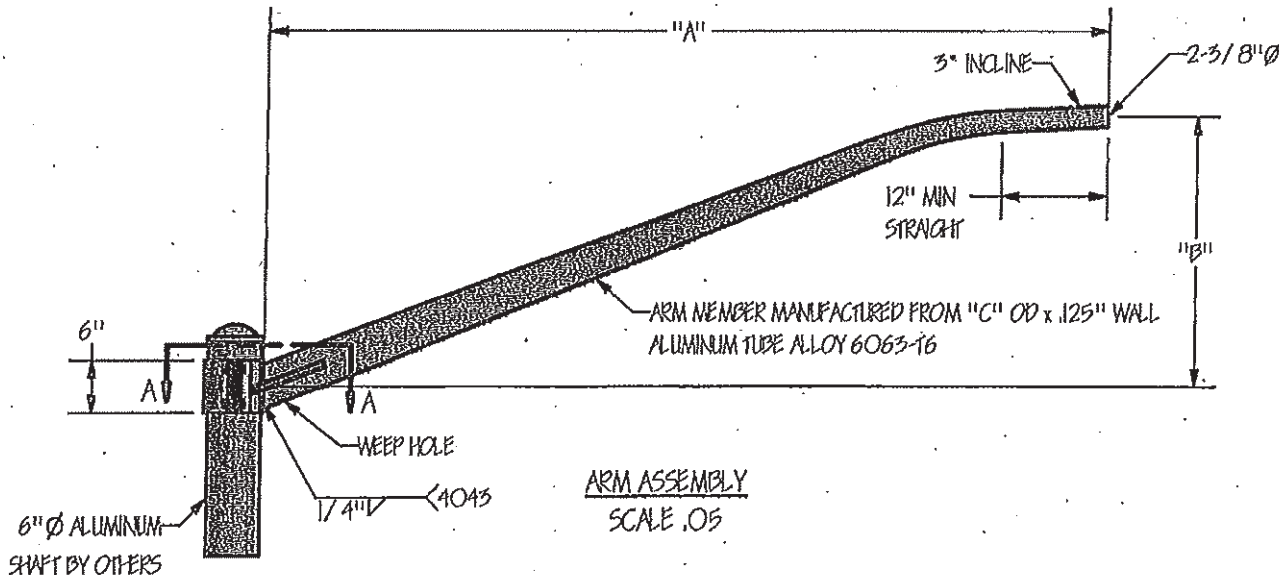 "A"
3° INCLINE
2-3/8"Ø
12" MIN
STRAIGHT
"B"
ARM MEMBER MANUFACTURED FROM "C" OD x .125" WALL
ALUMINUM TUBE ALLOY 6063-T6
6"
A
A
WEEP HOLE
1/4"
4043
ARM ASSEMBLY
SCALE .05
6"Ø ALUMINUM
SHAFT BY OTHERS